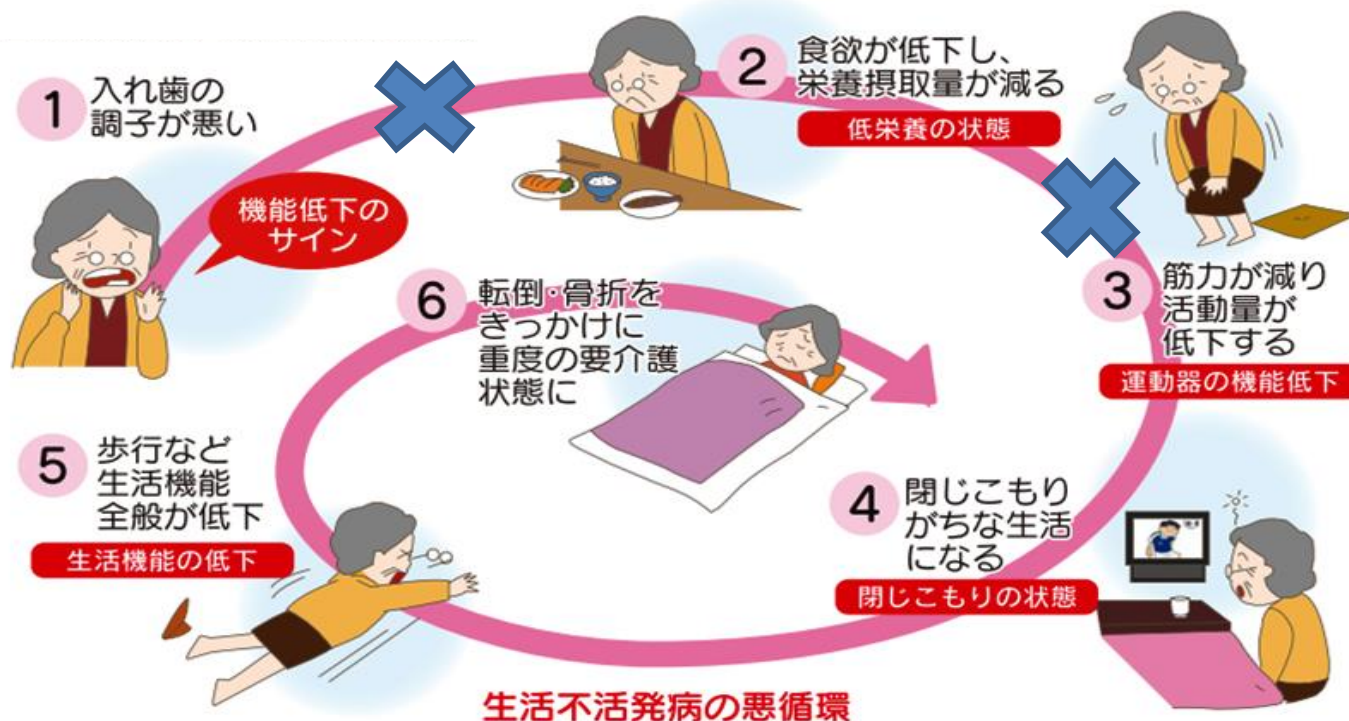 1
入れ歯の
調子が悪い
機能低下の
サイン
2
食欲が低下し、
栄養摂取量が減る
低栄養の状態
3
筋力が減り
活動量が
低下する
運動器の機能低下
4
閉じこもり
がちな生活
になる
閉じこもりの状態
5
歩行など
生活機能
全般が低下
生活機能の低下
6
転倒・骨折を
きっかけに
重度の要介護
状態に
生活不活発病の悪循環